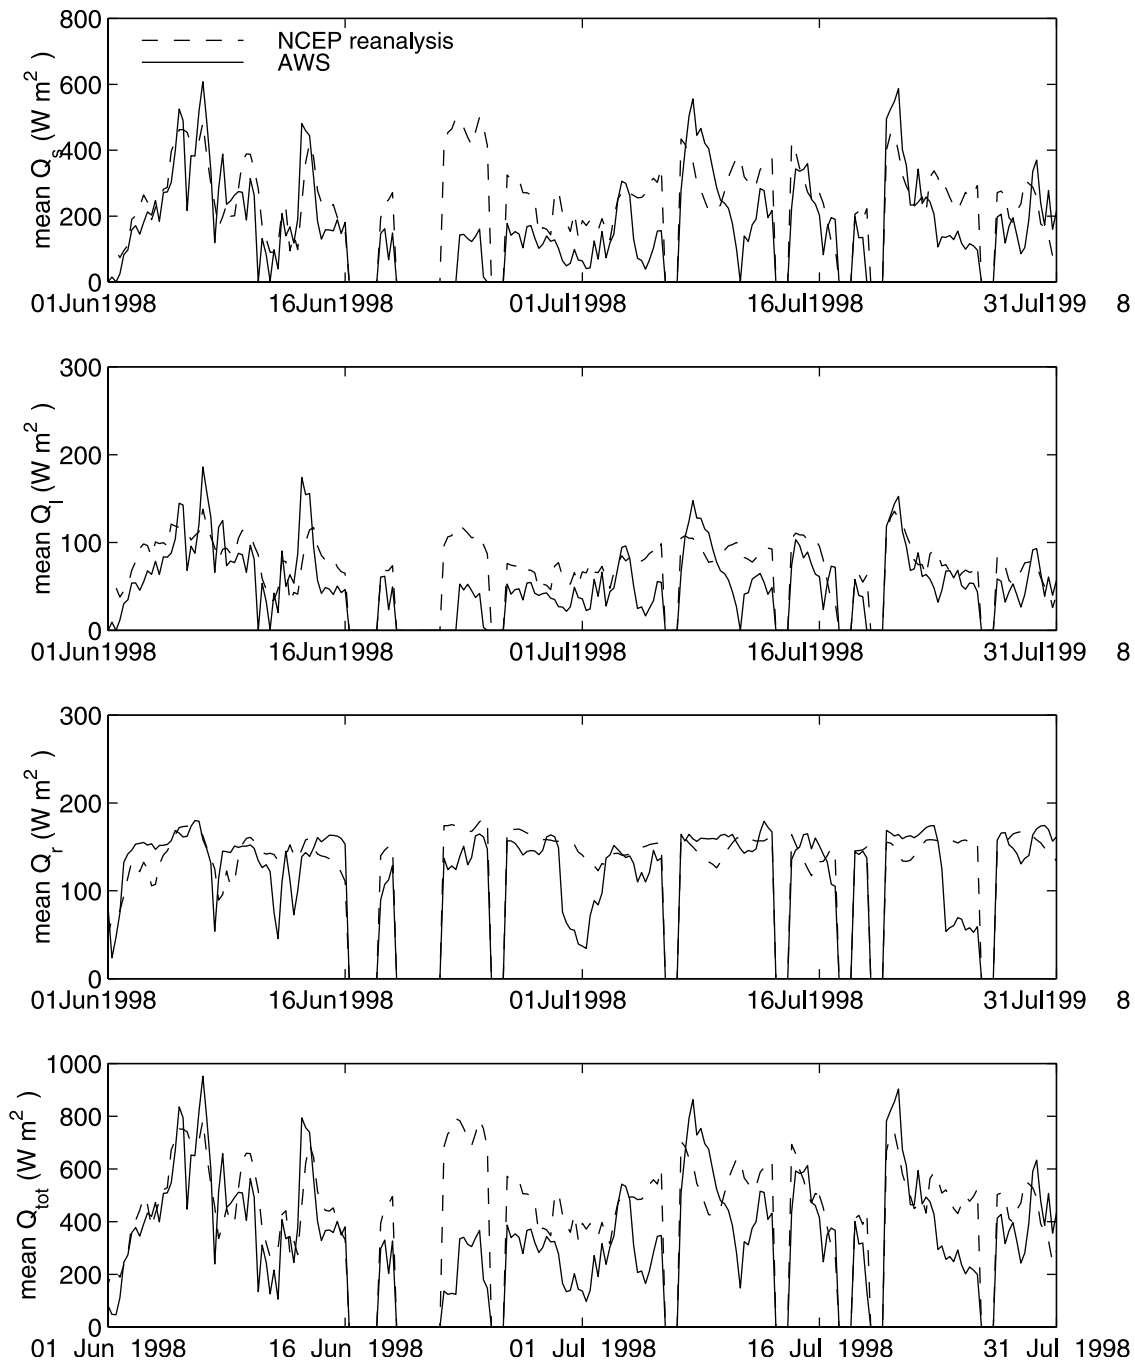 800
NCEP reanalysis
AWS
600
400
200
0
mean Q_s (W m^2)
01Jun1998 16Jun1998 01Jul1998 16Jul1998 31Jul199 8
300
200
100
0
mean Q_l (W m^2)
01Jun1998 16Jun1998 01Jul1998 16Jul1998 31Jul199 8
300
200
100
0
mean Q_r (W m^2)
01Jun1998 16Jun1998 01Jul1998 16Jul1998 31Jul199 8
1000
800
600
400
200
0
mean Q_tot (W m^2)
01 Jun 1998 16 Jun 1998 01 Jul 1998 16 Jul 1998 31 Jul 1998